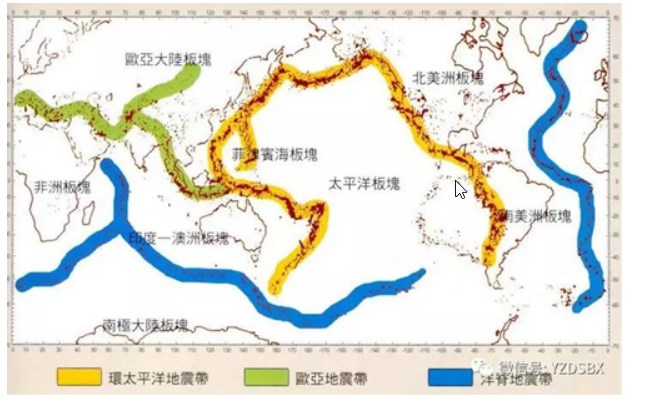 歐亞大陸板塊
北美洲板塊
菲律賓海板塊
太平洋板塊
非洲板塊
南美洲板塊
印度—澳洲板塊
南極大陸板塊
微信号: YZDSBX
環太平洋地震帶
歐亞地震帶
洋脊地震帶